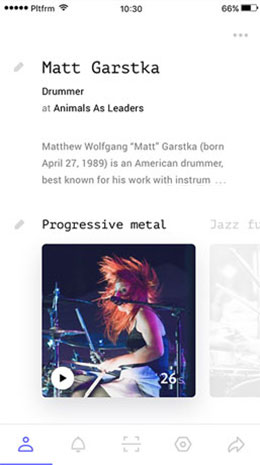 Pltfrm 10:30 66%
Matt Garstka
Drummer
at Animals As Leaders
Matthew Wolfgang “Matt” Garstka (born
April 27, 1989) is an American drummer,
best known for his work with instrum ...
Progressive metal Jazz fu
26s